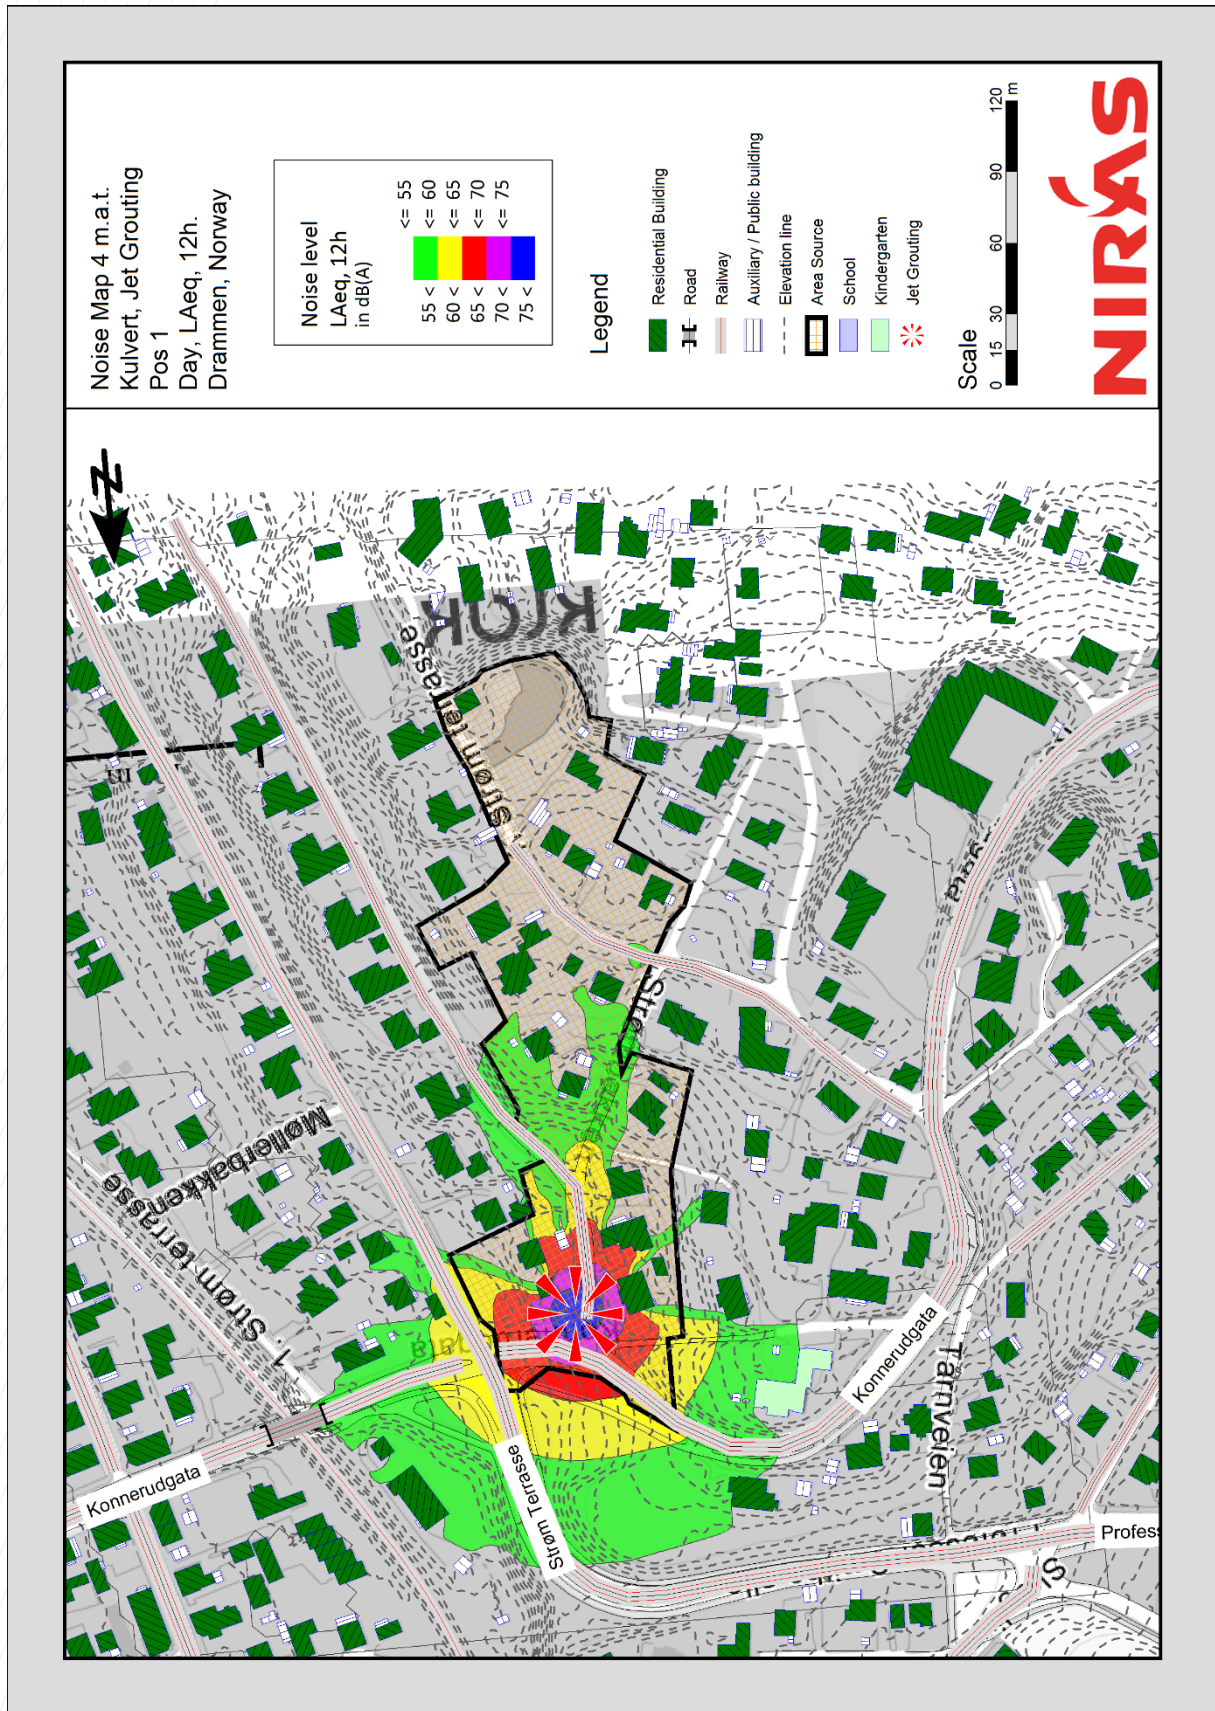 Noise Map 4 m.a.t.
Kulvert, Jet Grouting
Pos 1
Day, LAeq, 12h.
Drammen, Norway
Noise level
LAeq, 12h
in dB(A)
<= 55
55 < <= 60
60 < <= 65
65 < <= 70
70 < <= 75
75 <
Legend
Residential Building
Road
Railway
Auxiliary / Public building
Elevation line
Area Source
School
Kindergarten
Jet Grouting
Scale
0 15 30 60 90 120
m
NIRAS
N
Konnerudgata
1. Strøm terrasse
Møllerbakken
Strøm Terrasse
Strøm terrasse
Konnerudgata
Tårnveien
Profess